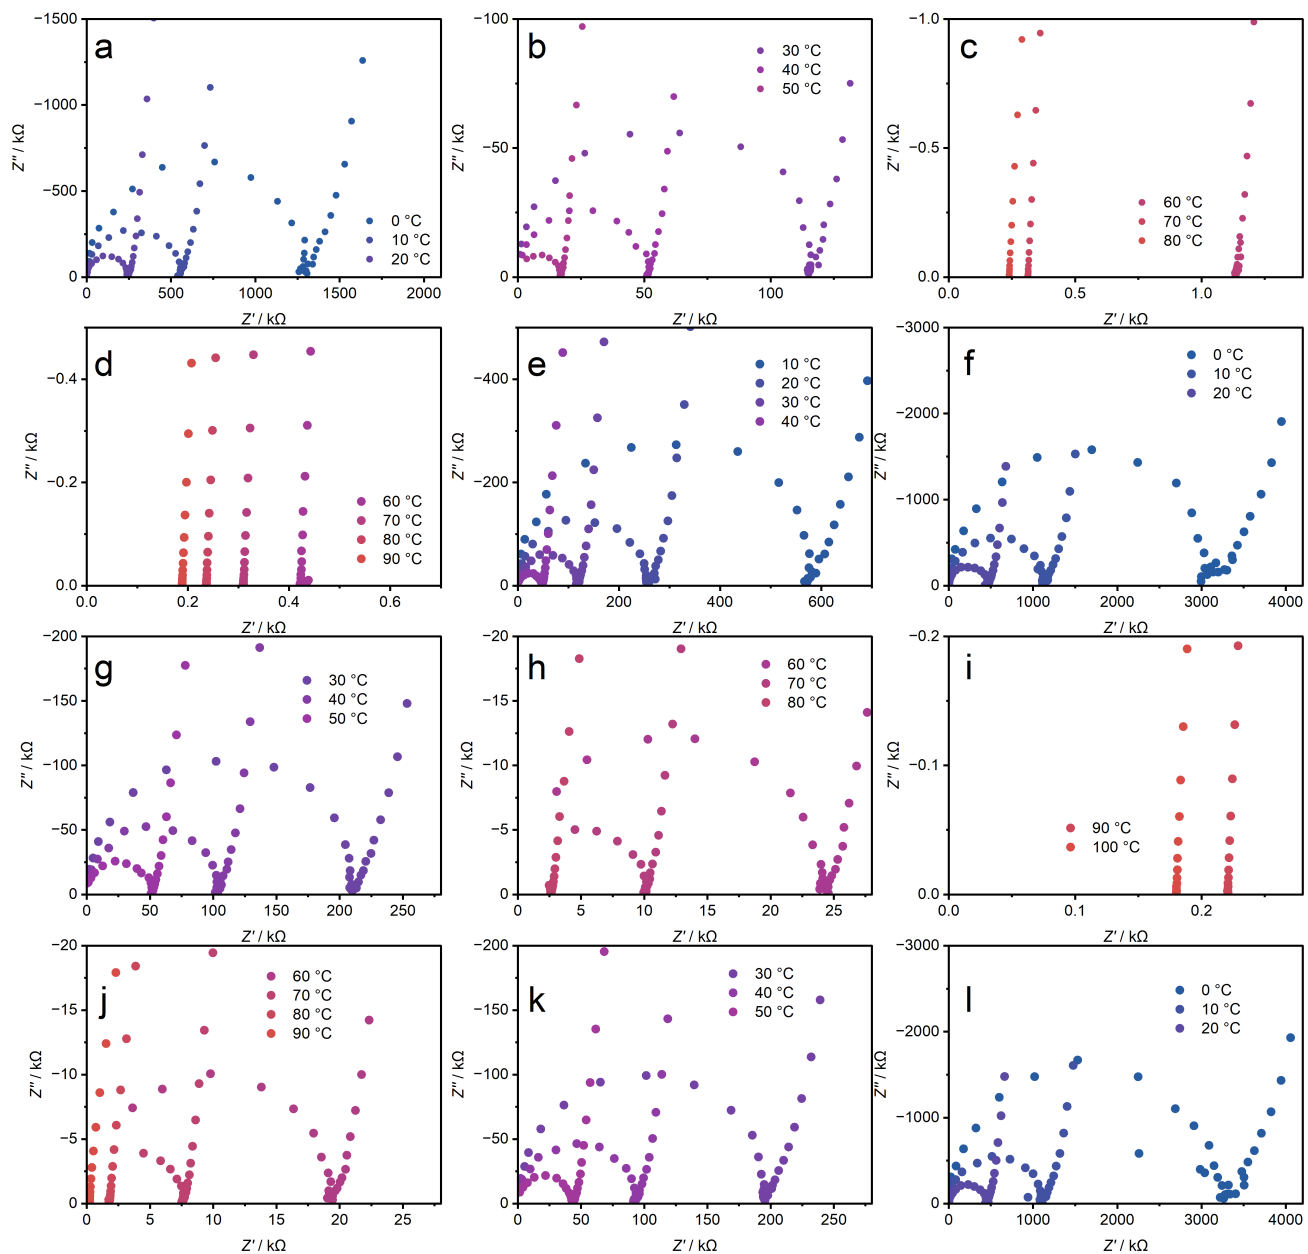 a
−1500
−1000
−500
0
0
500
1000
1500
2000
Z″ / kΩ
Z′ / kΩ
0 °C
10 °C
20 °C
b
−100
−50
0
0
50
100
Z″ / kΩ
Z′ / kΩ
30 °C
40 °C
50 °C
c
−1.0
−0.5
0.0
0.0
0.5
1.0
Z″ / kΩ
Z′ / kΩ
60 °C
70 °C
80 °C
d
−0.4
−0.2
0.0
0.0
0.2
0.4
0.6
Z″ / kΩ
Z′ / kΩ
60 °C
70 °C
80 °C
90 °C
e
−400
−200
0
0
200
400
600
Z″ / kΩ
Z′ / kΩ
10 °C
20 °C
30 °C
40 °C
f
−3000
−2000
−1000
0
0
1000
2000
3000
4000
Z″ / kΩ
Z′ / kΩ
0 °C
10 °C
20 °C
g
−200
−150
−100
−50
0
0
50
100
150
200
250
Z″ / kΩ
Z′ / kΩ
30 °C
40 °C
50 °C
h
−20
−15
−10
−5
0
0
5
10
15
20
25
Z″ / kΩ
Z′ / kΩ
60 °C
70 °C
80 °C
i
−0.2
−0.1
0.0
0.0
0.1
0.2
Z″ / kΩ
Z′ / kΩ
90 °C
100 °C
j
−20
−15
−10
−5
0
0
5
10
15
20
25
Z″ / kΩ
Z′ / kΩ
60 °C
70 °C
80 °C
90 °C
k
−200
−150
−100
−50
0
0
50
100
150
200
250
Z″ / kΩ
Z′ / kΩ
30 °C
40 °C
50 °C
l
−3000
−2000
−1000
0
0
1000
2000
3000
4000
Z″ / kΩ
Z′ / kΩ
0 °C
10 °C
20 °C